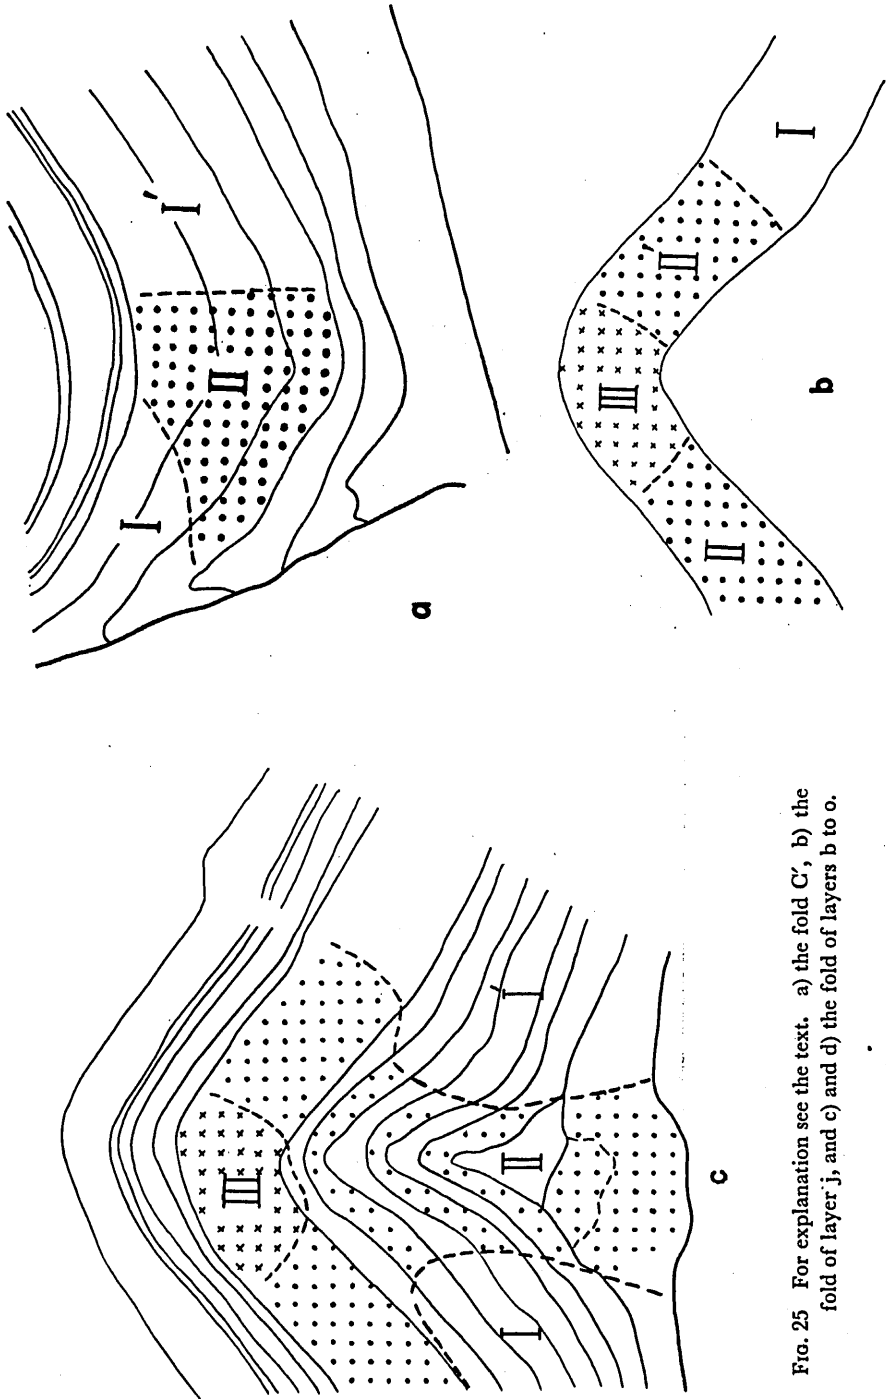 I
II
I′
a
II
III
II′
I
b
III
I
II
I′
c
FIG. 25 For explanation see the text. a) the fold C′, b) the
fold of layer j, and c) and d) the fold of layers b to o.